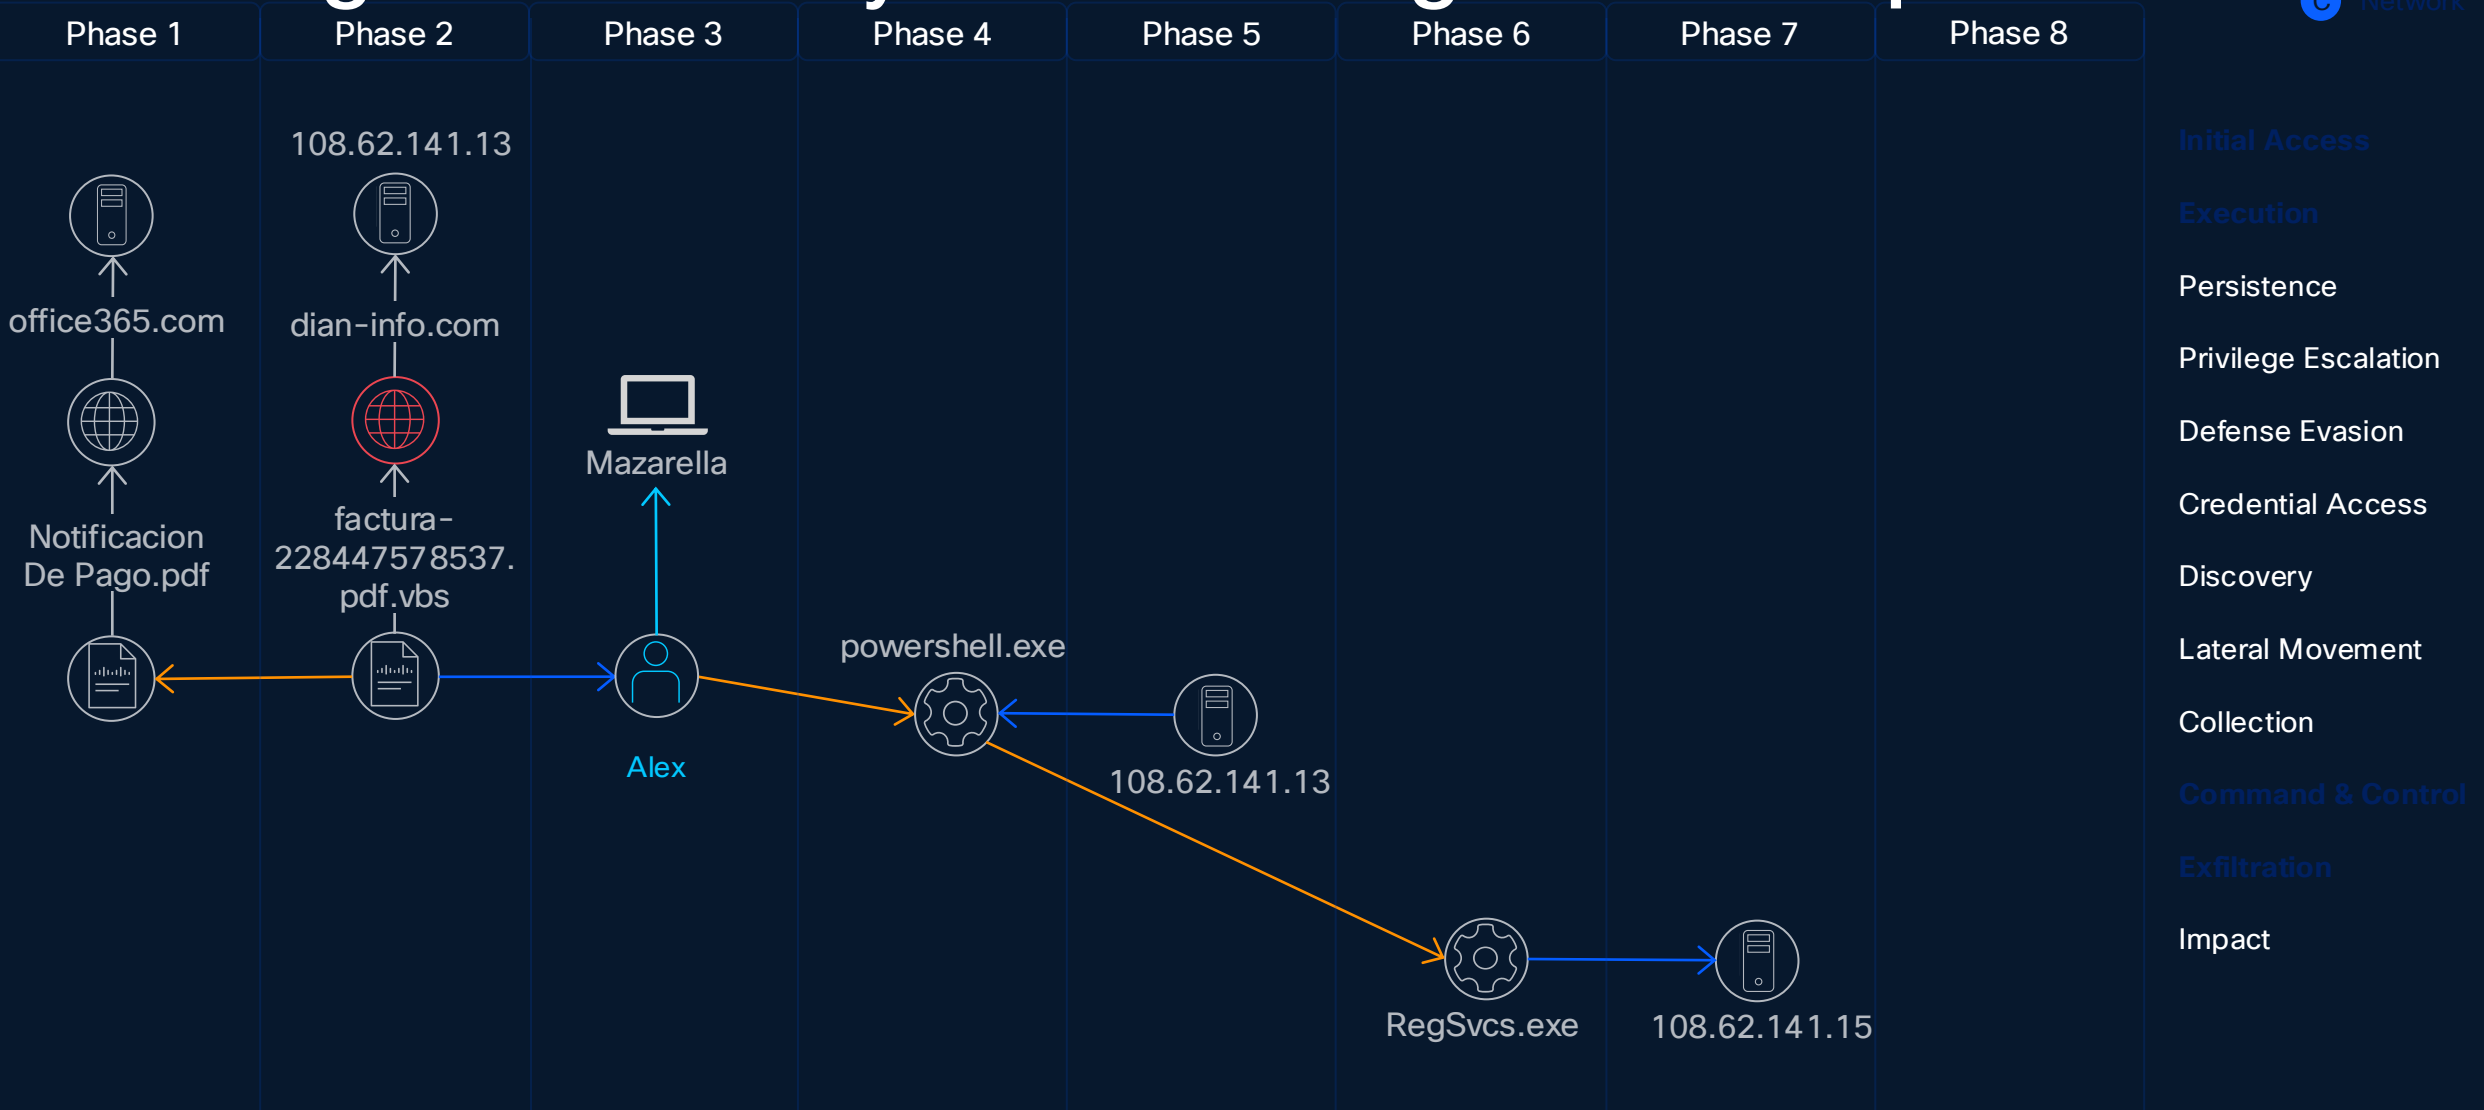 Network
Phase 1
Phase 2
Phase 3
Phase 4
Phase 5
Phase 6
Phase 7
Phase 8
office365.com
Notificacion
De Pago.pdf
108.62.141.13
dian-info.com
factura-
228447578537.
pdf.vbs
Mazarella
Alex
powershell.exe
108.62.141.13
RegSvcs.exe
108.62.141.15
Initial Access
Execution
Persistence
Privilege Escalation
Defense Evasion
Credential Access
Discovery
Lateral Movement
Collection
Command & Control
Exfiltration
Impact